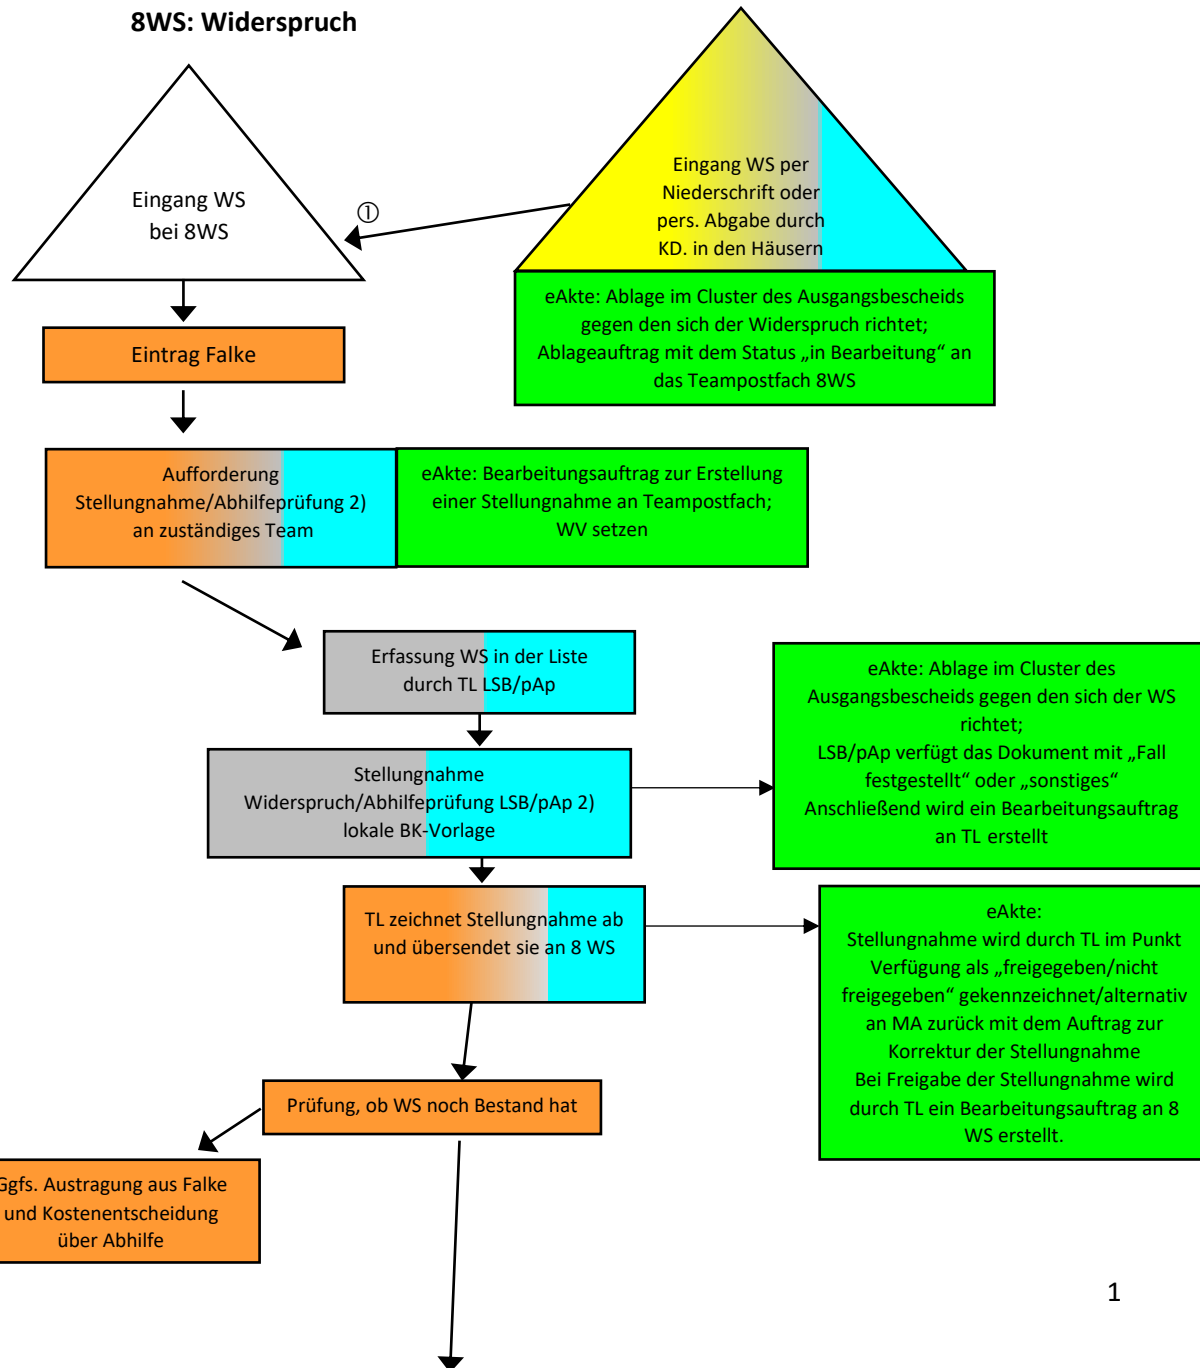 8WS: Widerspruch
Eingang WS
bei 8WS
①
Eingang WS per
Niederschrift oder
pers. Abgabe durch
KD. in den Häusern
eAkte: Ablage im Cluster des Ausgangsbescheids
gegen den sich der Widerspruch richtet;
Ablageauftrag mit dem Status „in Bearbeitung“ an
das Teampostfach 8WS
Eintrag Falke
Aufforderung
Stellungnahme/Abhilfeprüfung 2)
an zuständiges Team
eAkte: Bearbeitungsauftrag zur Erstellung
einer Stellungnahme an Teampostfach;
WV setzen
Erfassung WS in der Liste
durch TL LSB/pAp
eAkte: Ablage im Cluster des
Ausgangsbescheids gegen den sich der WS
richtet;
LSB/pAp verfügt das Dokument mit „Fall
festgestellt“ oder „sonstiges“
Anschließend wird ein Bearbeitungsauftrag
an TL erstellt
Stellungnahme
Widerspruch/Abhilfeprüfung LSB/pAp 2)
lokale BK-Vorlage
TL zeichnet Stellungnahme ab
und übersendet sie an 8 WS
eAkte:
Stellungnahme wird durch TL im Punkt
Verfügung als „freigegeben/nicht
freigegeben“ gekennzeichnet/alternativ
an MA zurück mit dem Auftrag zur
Korrektur der Stellungnahme
Bei Freigabe der Stellungnahme wird
durch TL ein Bearbeitungsauftrag an 8
WS erstellt.
Prüfung, ob WS noch Bestand hat
Ggfs. Austragung aus Falke
und Kostenentscheidung
über Abhilfe
1